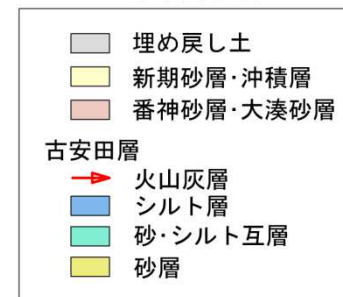 埋め戻し土
新期砂層・沖積層
番神砂層・大湊砂層
古安田層
火山灰層
シルト層
砂・シルト互層
砂層